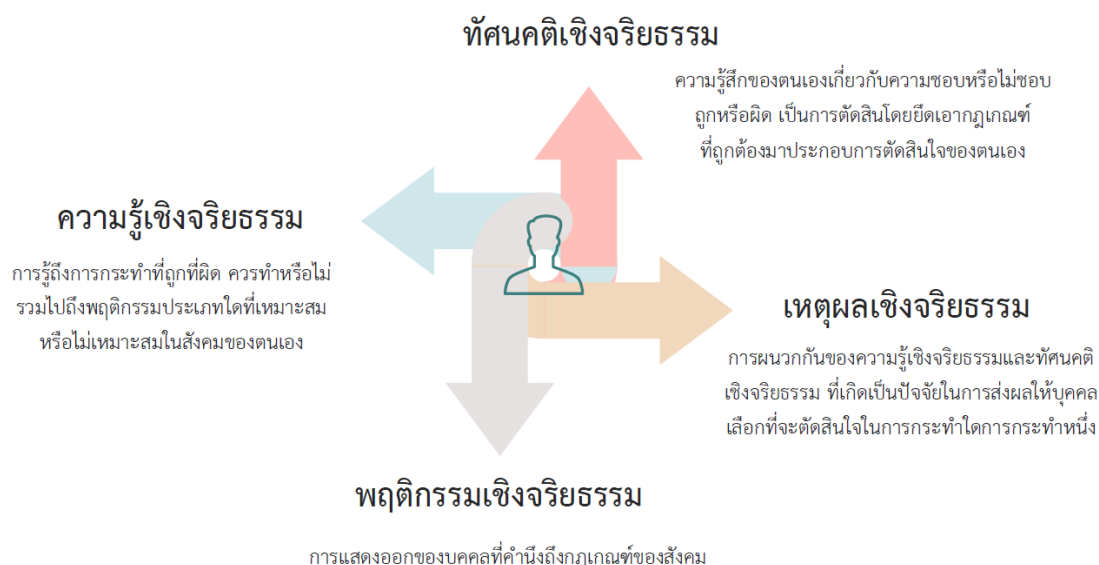 ทัศนคติเชิงจริยธรรม
ความรู้สึกของตนเองเกี่ยวกับความชอบหรือไม่ชอบ
ถูกหรือผิด เป็นการตัดสินโดยยึดเอากฎเกณฑ์
ที่ถูกต้องมาประกอบการตัดสินใจของตนเอง
ความรู้เชิงจริยธรรม
การรู้ถึงการกระทำที่ถูกที่ผิด ควรทำหรือไม่
รวมไปถึงพฤติกรรมประเภทใดที่เหมาะสม
หรือไม่เหมาะสมในสังคมของตนเอง
เหตุผลเชิงจริยธรรม
การผนวกกันของความรู้เชิงจริยธรรมและทัศนคติ
เชิงจริยธรรม ที่เกิดเป็นปัจจัยในการส่งผลให้บุคคล
เลือกที่จะตัดสินใจในการกระทำใดการกระทำหนึ่ง
พฤติกรรมเชิงจริยธรรม
การแสดงออกของบุคคลที่คำนึงถึงกฎเกณฑ์ของสังคม